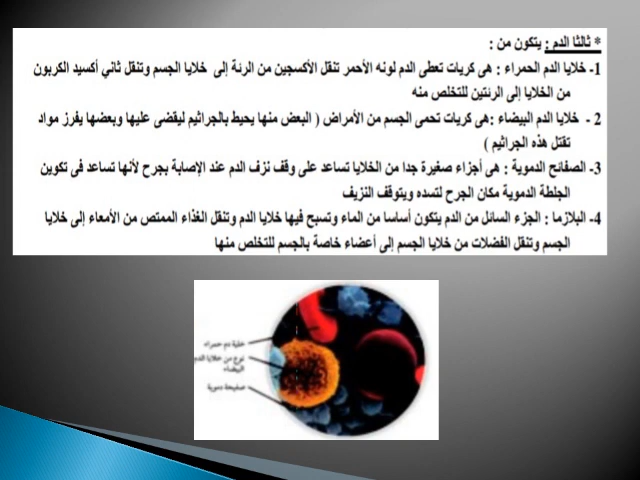 * ثالثا الدم : يتكون من :
1- خلايا الدم الحمراء : هى كريات تعطى الدم لونه الأحمر تنقل الأكسجين من الرئة إلى خلايا الجسم وتنقل ثاني أكسيد الكربون
من الخلايا إلى الرئتين للتخلص منه
2 - خلايا الدم البيضاء :هى كريات تحمى الجسم من الأمراض ( البعض منها يحيط بالجراثيم ليقضى عليها وبعضها يفرز مواد
تقتل هذه الجراثيم )
3- الصفائح الدموية : هى أجزاء صغيرة جدا من الخلايا تساعد على وقف نزف الدم عند الإصابة بجرح لأنها تساعد فى تكوين
الجلطة الدموية مكان الجرح لتسده ويتوقف النزيف
4- البلازما : الجزء السائل من الدم يتكون أساسا من الماء وتسبح فيها خلايا الدم وتنقل الغذاء الممتص من الأمعاء إلى خلايا
الجسم وتنقل الفضلات من خلايا الجسم إلى أعضاء خاصة بالجسم للتخلص منها
خلية دم حمراء
نوع من خلايا الدم
البيضاء
صفيحة دموية